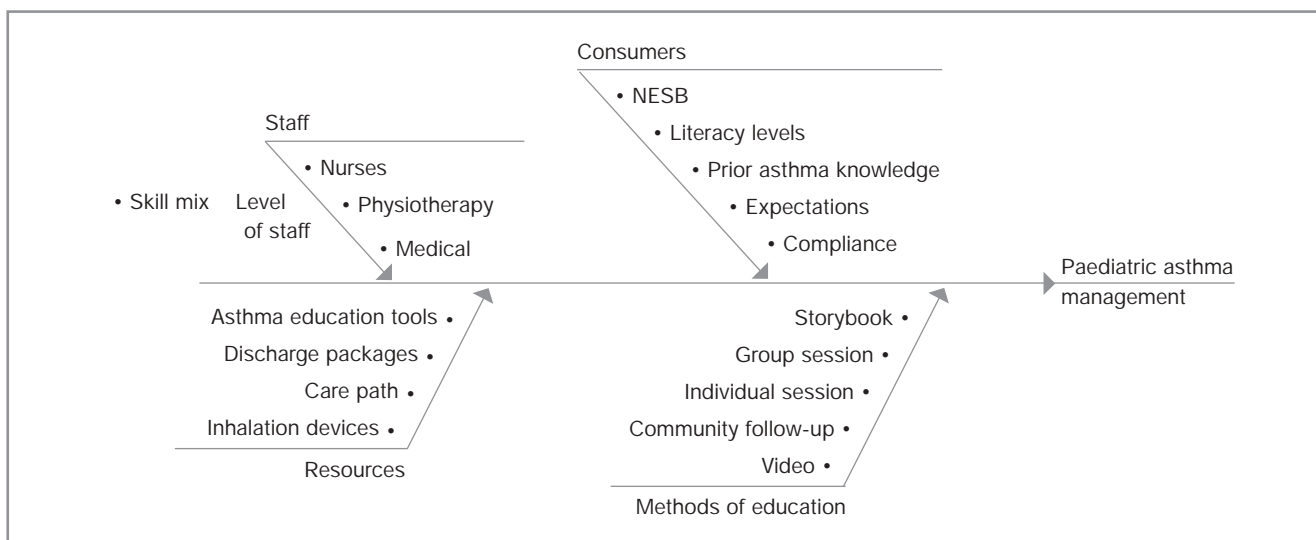 Consumers
• NESB
• Literacy levels
• Prior asthma knowledge
• Expectations
• Compliance
Staff
• Nurses
• Physiotherapy
• Medical
• Skill mix Level
of staff
Paediatric asthma
management
Asthma education tools •
Discharge packages •
Care path •
Inhalation devices •
Resources
Storybook •
Group session •
Individual session •
Community follow-up •
Video •
Methods of education